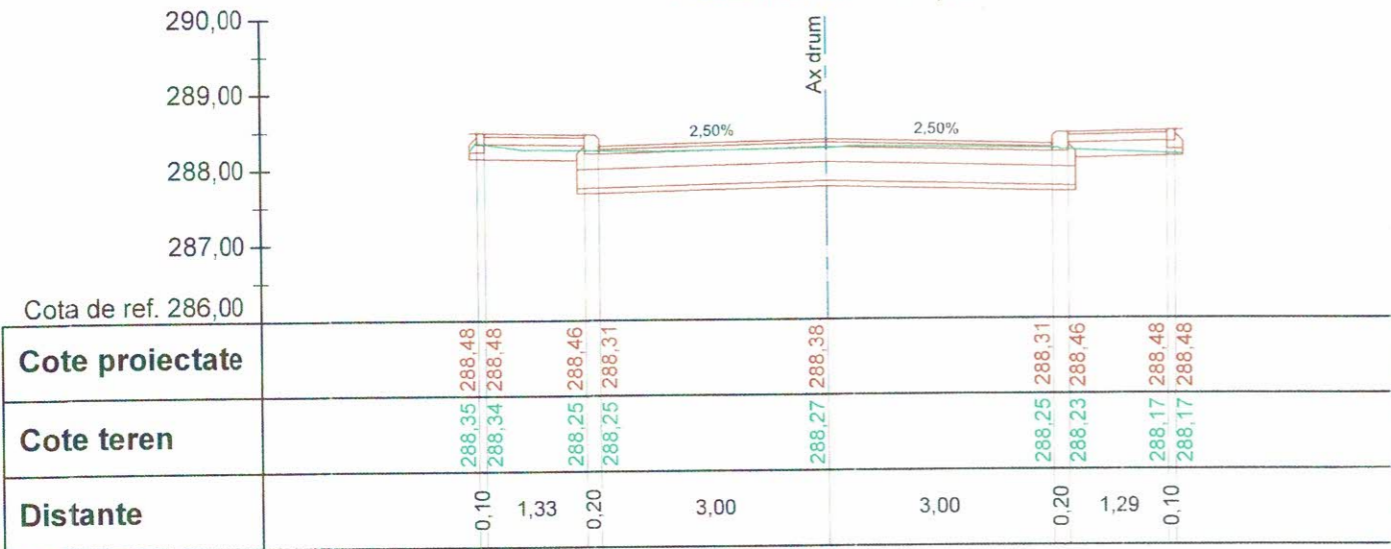 290,00
Ax drum
289,00
2,50% 2,50%
288,00
287,00
Cota de ref. 286,00
Cote proiectate 288,48 288,48 288,46 288,31 288,38 288,31 288,46 288,48 288,48
Cote teren 288,35 288,34 288,25 288,25 288,27 288,25 288,23 288,17 288,17
Distante 0,10 1,33 0,20 3,00 3,00 0,20 1,29 0,10